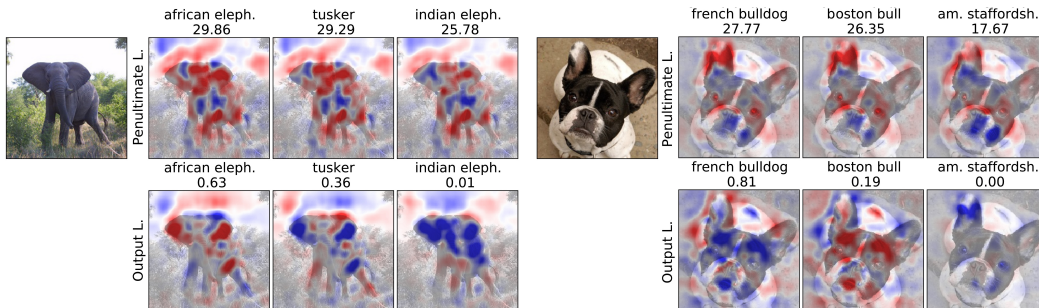 african eleph. tusker indian eleph.
29.86 29.29 25.78
Penultimate L.
african eleph. tusker indian eleph.
0.63 0.36 0.01
Output L.
french bulldog boston bull am. staffordsh.
27.77 26.35 17.67
Penultimate L.
french bulldog boston bull am. staffordsh.
0.81 0.19 0.00
Output L.